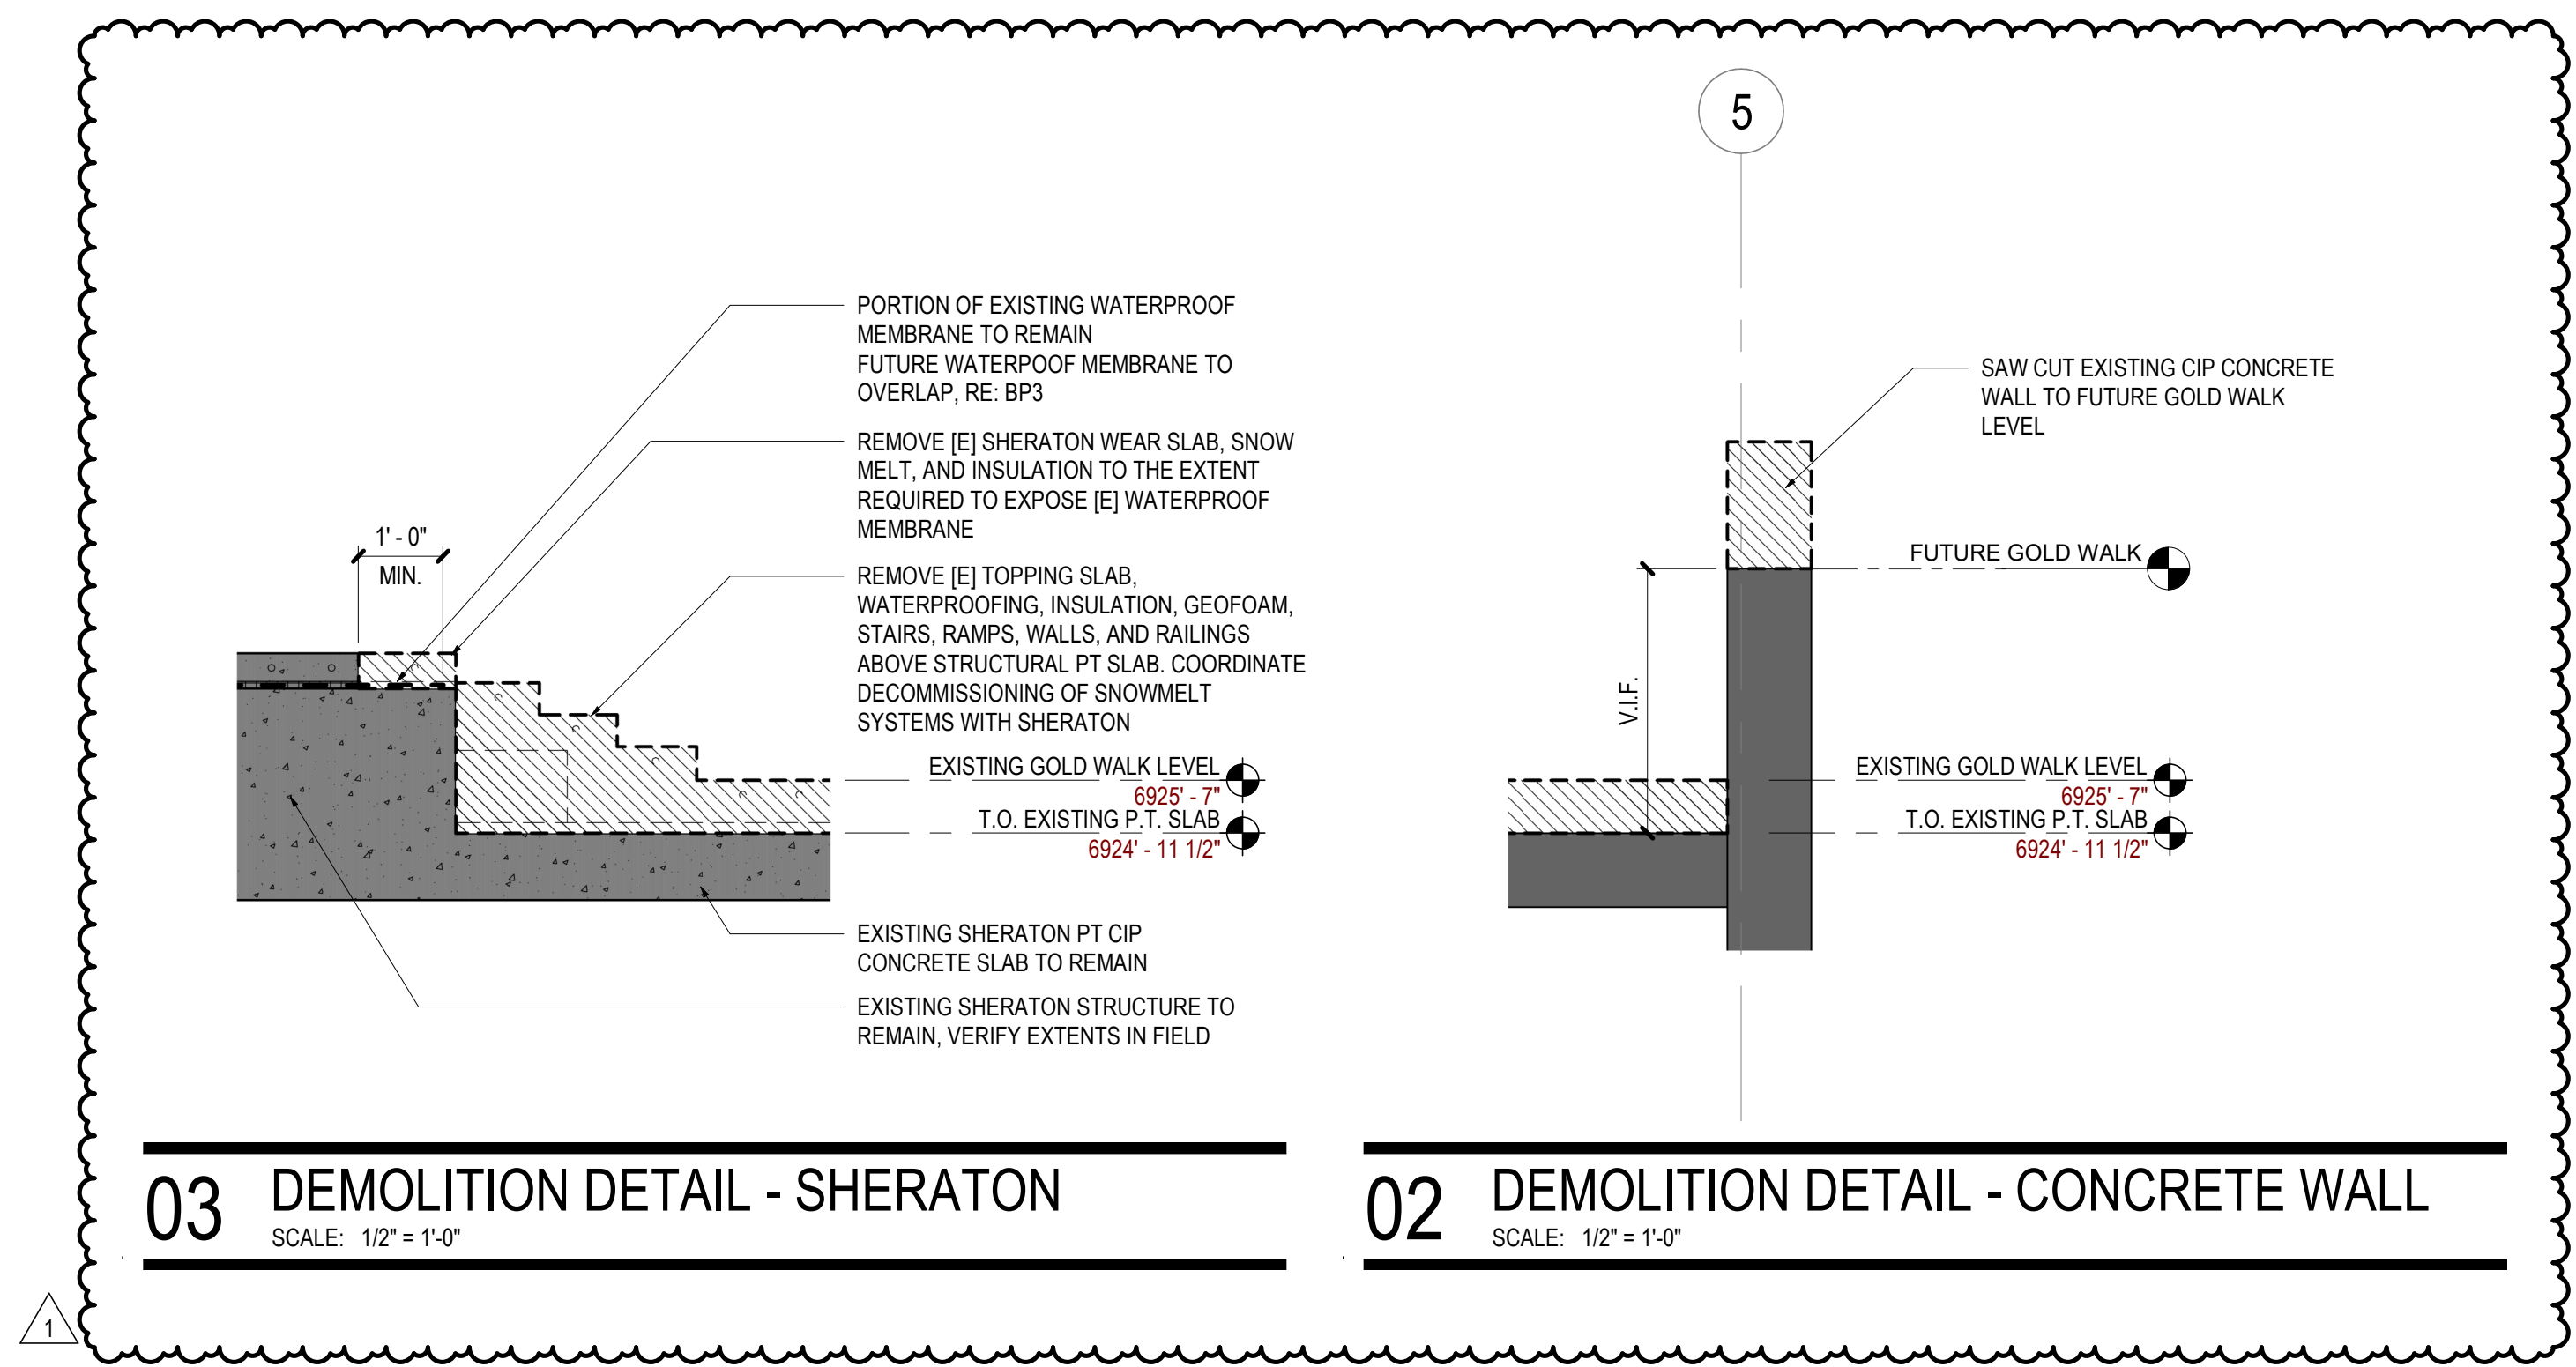 PORTION OF EXISTING WATERPROOF
MEMBRANE TO REMAIN
FUTURE WATERPOOF MEMBRANE TO
OVERLAP, RE: BP3
REMOVE [E] SHERATON WEAR SLAB, SNOW
MELT, AND INSULATION TO THE EXTENT
REQUIRED TO EXPOSE [E] WATERPROOF
MEMBRANE
1' - 0"
MIN.
REMOVE [E] TOPPING SLAB,
WATERPROOFING, INSULATION, GEOFOAM,
STAIRS, RAMPS, WALLS, AND RAILINGS
ABOVE STRUCTURAL PT SLAB. COORDINATE
DECOMMISSIONING OF SNOWMELT
SYSTEMS WITH SHERATON
EXISTING GOLD WALK LEVEL
6925' - 7"
T.O. EXISTING P.T. SLAB
6924' - 11 1/2"
EXISTING SHERATON PT CIP
CONCRETE SLAB TO REMAIN
EXISTING SHERATON STRUCTURE TO
REMAIN, VERIFY EXTENTS IN FIELD
03
DEMOLITION DETAIL - SHERATON
SCALE: 1/2" = 1'-0"
5
SAW CUT EXISTING CIP CONCRETE
WALL TO FUTURE GOLD WALK
LEVEL
FUTURE GOLD WALK
V.I.F.
EXISTING GOLD WALK LEVEL
6925' - 7"
T.O. EXISTING P.T. SLAB
6924' - 11 1/2"
02
DEMOLITION DETAIL - CONCRETE WALL
SCALE: 1/2" = 1'-0"
1